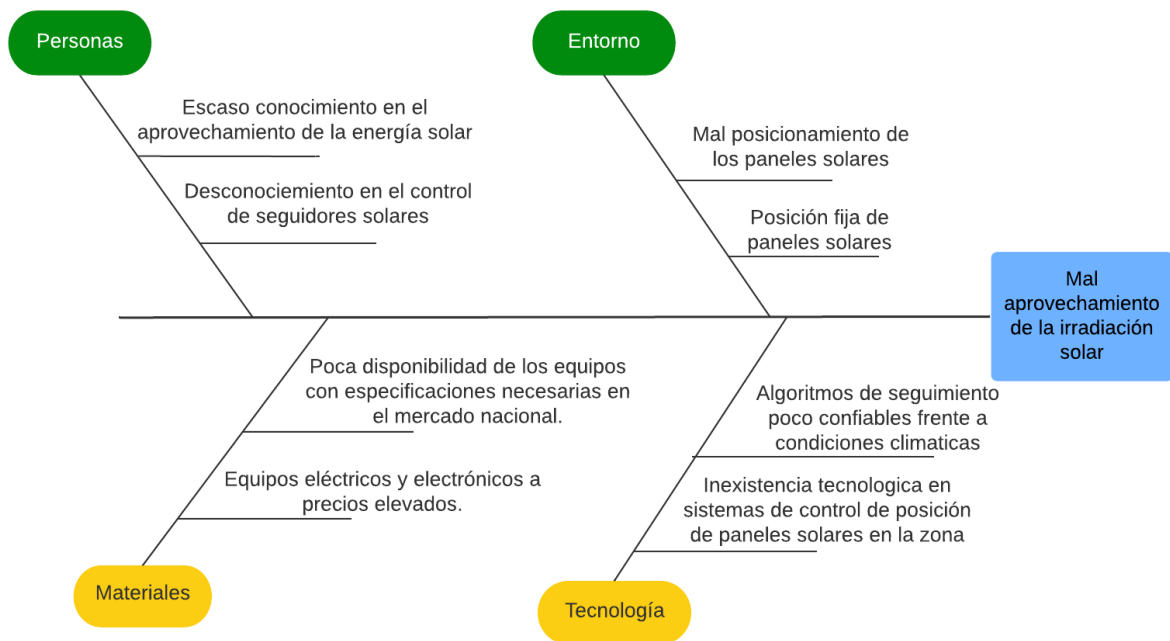 Personas
Escaso conocimiento en el
aprovechamiento de la energía solar
Desconociemiento en el control
de seguidores solares
Entorno
Mal posicionamiento de
los paneles solares
Posición fija de
paneles solares
Mal
aprovechamiento
de la irradiación
solar
Poca disponibilidad de los equipos
con especificaciones necesarias en
el mercado nacional.
Equipos eléctricos y electrónicos a
precios elevados.
Materiales
Algoritmos de seguimiento
poco confiables frente a
condiciones climaticas
Inexistencia tecnologica en
sistemas de control de posición
de paneles solares en la zona
Tecnología